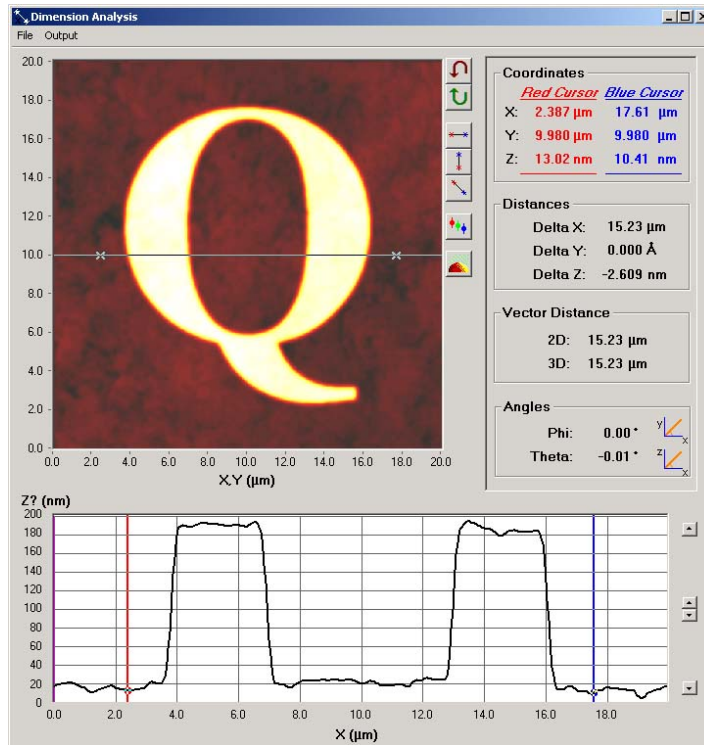 Dimension Analysis
File Output
20.0
18.0
16.0
14.0
12.0
10.0
8.0
6.0
4.0
2.0
0.0
Q
0.0 2.0 4.0 6.0 8.0 10.0 12.0 14.0 16.0 18.0 20.0
X,Y (µm)
Coordinates
Red Cursor Blue Cursor
X: 2.387 µm 17.61 µm
Y: 9.980 µm 9.980 µm
Z: 13.02 nm 10.41 nm
Distances
Delta X: 15.23 µm
Delta Y: 0.000 Å
Delta Z: -2.609 nm
Vector Distance
2D: 15.23 µm
3D: 15.23 µm
Angles
Phi: 0.00 °
y
x
Theta: -0.01 °
z
x
Z? (nm)
200
180
160
140
120
100
80
60
40
20
0
0.0 2.0 4.0 6.0 8.0 10.0 12.0 14.0 16.0 18.0
X (µm)